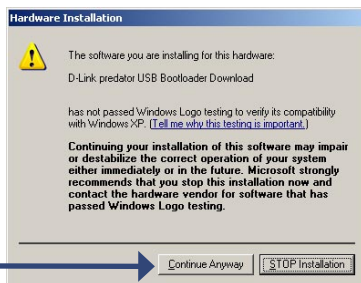 Hardware Installation
The software you are installing for this hardware:
D-Link predator USB Bootloader Download
has not passed Windows Logo testing to verify its compatibility
with Windows XP. (Tell me why this testing is important.)
Continuing your installation of this software may impair
or destabilize the correct operation of your system
either immediately or in the future. Microsoft strongly
recommends that you stop this installation now and
contact the hardware vendor for software that has
passed Windows Logo testing.
Continue Anyway STOP Installation